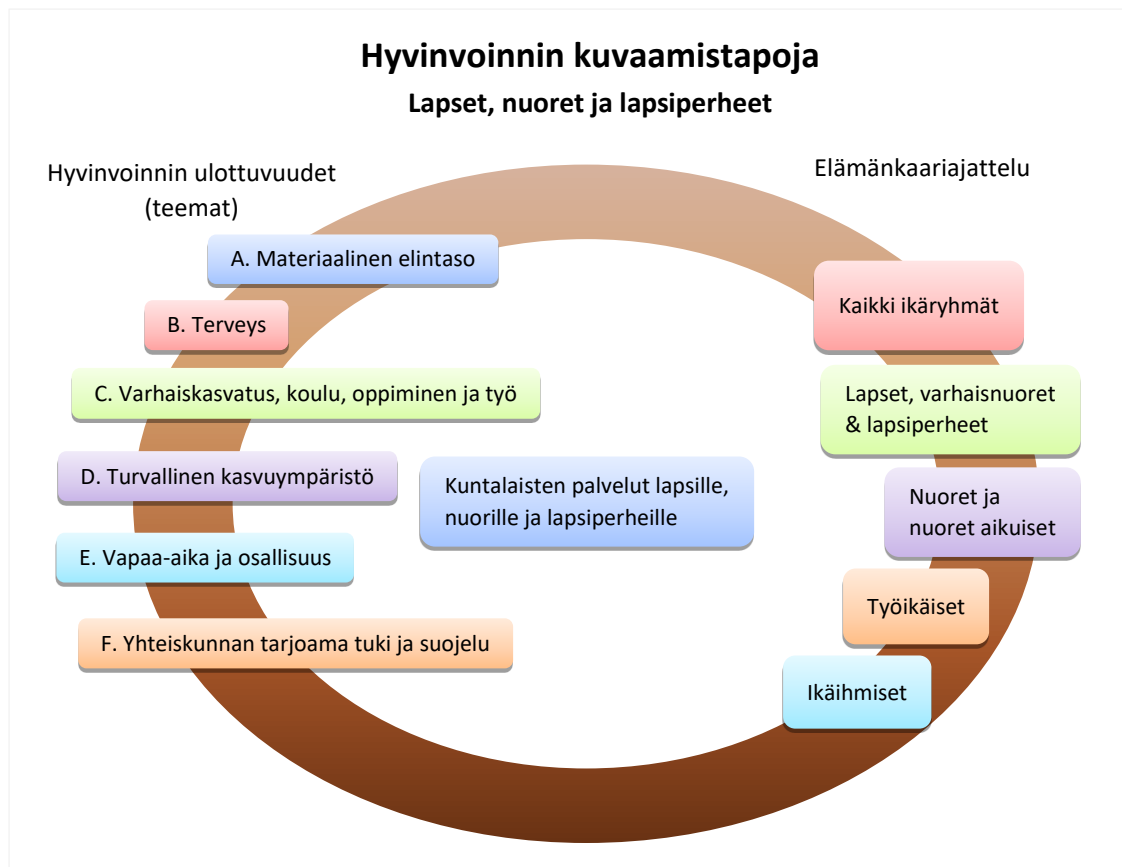 Hyvinvoinnin kuvaamistapoja
Lapset, nuoret ja lapsiperheet
Hyvinvoinnin ulottuvuudet
(teemat)
A. Materiaalinen elintaso
B. Terveys
C. Varhaiskasvatus, koulu, oppiminen ja työ
D. Turvallinen kasvuympäristö
E. Vapaa-aika ja osallisuus
F. Yhteiskunnan tarjoama tuki ja suojelu
Kuntalaisten palvelut lapsille,
nuorille ja lapsiperheille
Elämänkaariajattelu
Kaikki ikäryhmät
Lapset, varhaisnuoret
& lapsiperheet
Nuoret ja
nuoret aikuiset
Työikäiset
Ikäihmiset